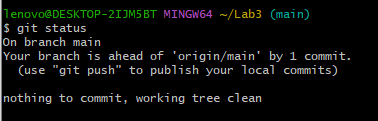 lenovo@DESKTOP-2IJM5BT MINGW64 ~/Lab3 (main)
$ git status
On branch main
Your branch is ahead of 'origin/main' by 1 commit.
  (use "git push" to publish your local commits)

nothing to commit, working tree clean